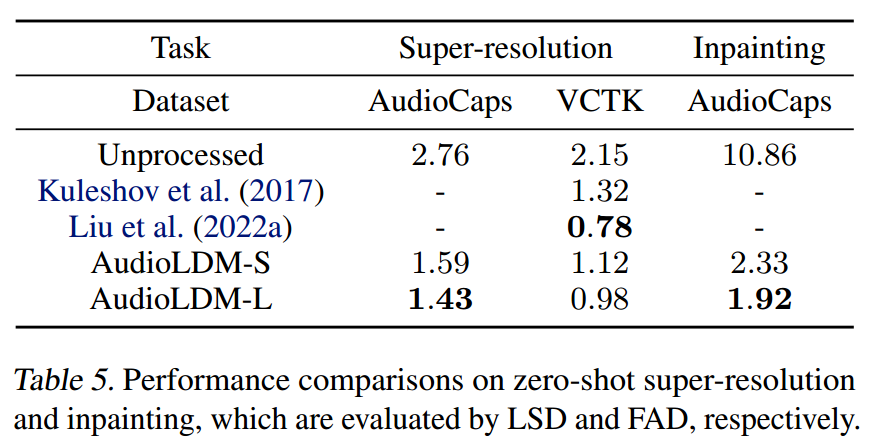 Task Super-resolution Inpainting
Dataset AudioCaps VCTK AudioCaps
Unprocessed 2.76 2.15 10.86
Kuleshov et al. (2017) - 1.32 -
Liu et al. (2022a) - 0.78 -
AudioLDM-S 1.59 1.12 2.33
AudioLDM-L 1.43 0.98 1.92
Table 5. Performance comparisons on zero-shot super-resolution
and inpainting, which are evaluated by LSD and FAD, respectively.